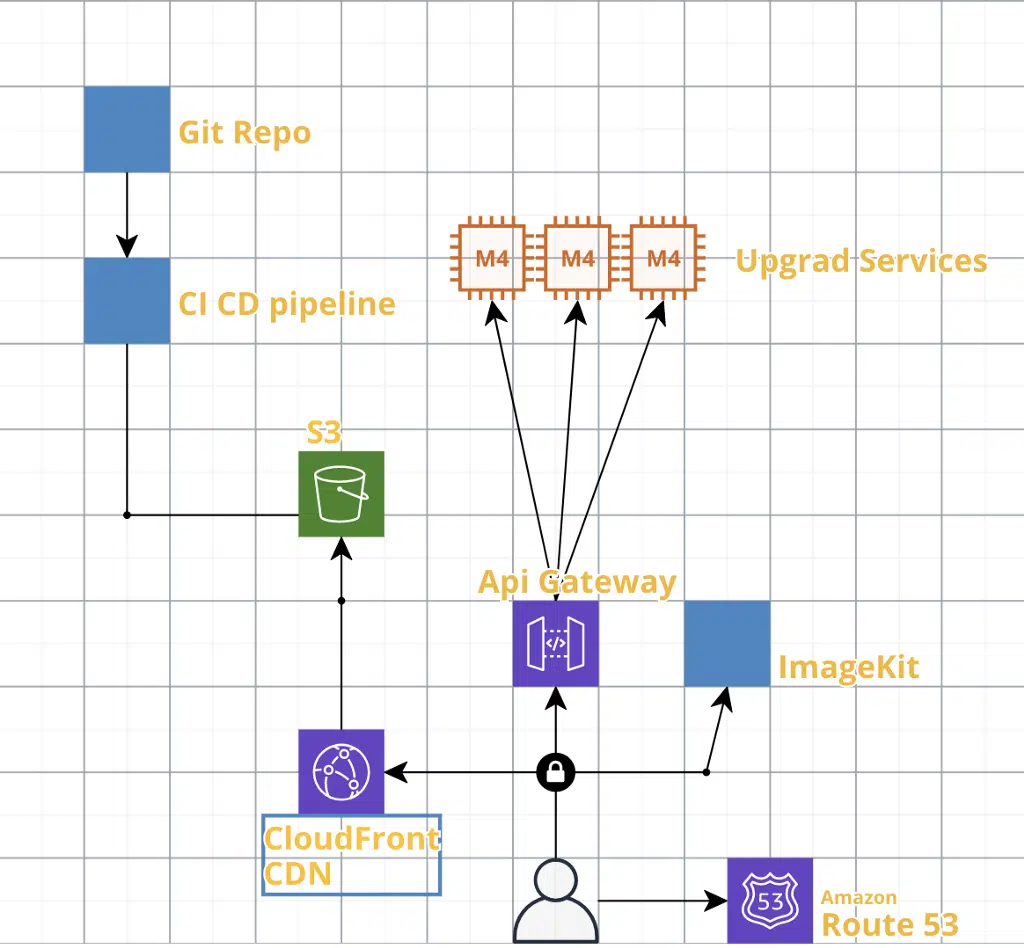 Git Repo
CI CD pipeline
M4
M4
M4
Upgrad Services
S3
Api Gateway
</>
ImageKit
CloudFront
CDN
53
Amazon
Route 53